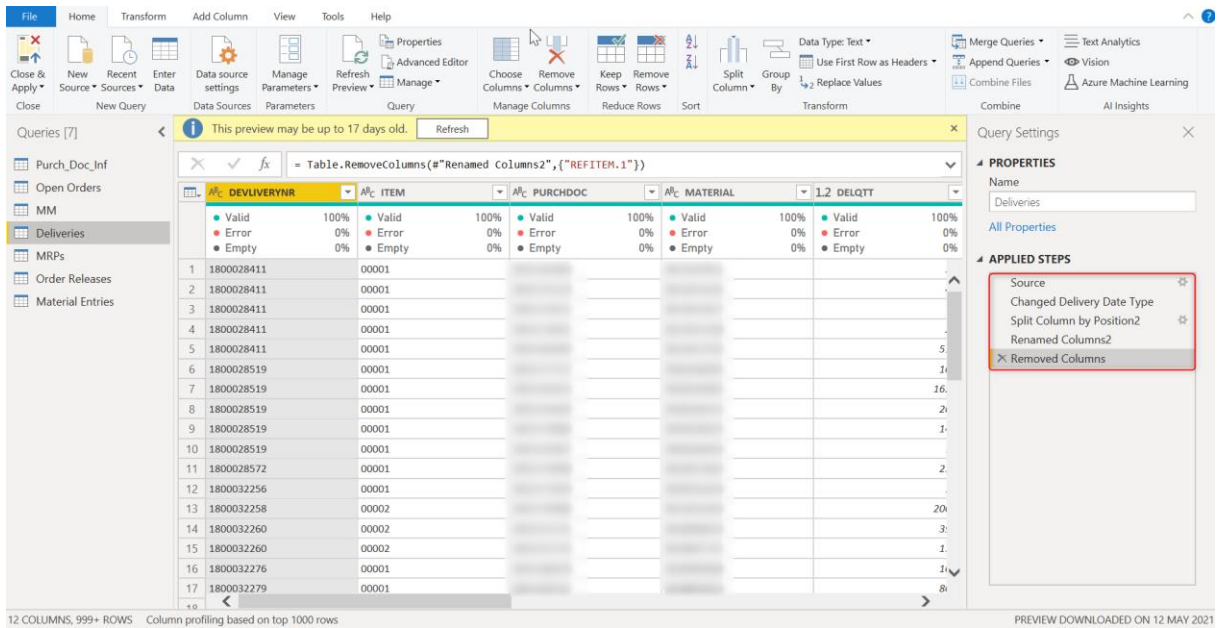 File Home Transform Add Column View Tools Help
Close & Apply
New Source
Recent Sources
Enter Data
Data source settings
Manage Parameters
Refresh Preview
Properties
Advanced Editor
Manage
Choose Columns
Remove Columns
Keep Rows
Remove Rows
Split Column
Group By
Data Type: Text
Use First Row as Headers
Replace Values
Merge Queries
Append Queries
Combine Files
Text Analytics
Vision
Azure Machine Learning
Close New Query Data Sources Parameters Query Manage Columns Reduce Rows Sort Transform Combine AI Insights
Queries [7]
Purch_Doc_Inf
Open Orders
MM
Deliveries
MRPs
Order Releases
Material Entries
This preview may be up to 17 days old. Refresh
fx = Table.RemoveColumns(#"Renamed Columns2",{"REFITEM.1"})
ABC DEVLIVERYNR ABC ITEM ABC PURCHDOC ABC MATERIAL 1.2 DELQTT
Valid 100% Valid 100% Valid 100% Valid 100% Valid 100%
Error 0% Error 0% Error 0% Error 0% Error 0%
Empty 0% Empty 0% Empty 0% Empty 0% Empty 0%
1 1800028411 00001
2 1800028411 00001
3 1800028411 00001
4 1800028411 00001
5 1800028411 00001
6 1800028519 00001
7 1800028519 00001
8 1800028519 00001
9 1800028519 00001
10 1800028519 00001
11 1800028572 00001
12 1800032256 00001
13 1800032258 00002
14 1800032260 00002
15 1800032260 00002
16 1800032276 00001
17 1800032279 00001
Query Settings
PROPERTIES
Name
Deliveries
All Properties
APPLIED STEPS
Source
Changed Delivery Date Type
Split Column by Position2
Renamed Columns2
Removed Columns
12 COLUMNS, 999+ ROWS Column profiling based on top 1000 rows
PREVIEW DOWNLOADED ON 12 MAY 2021